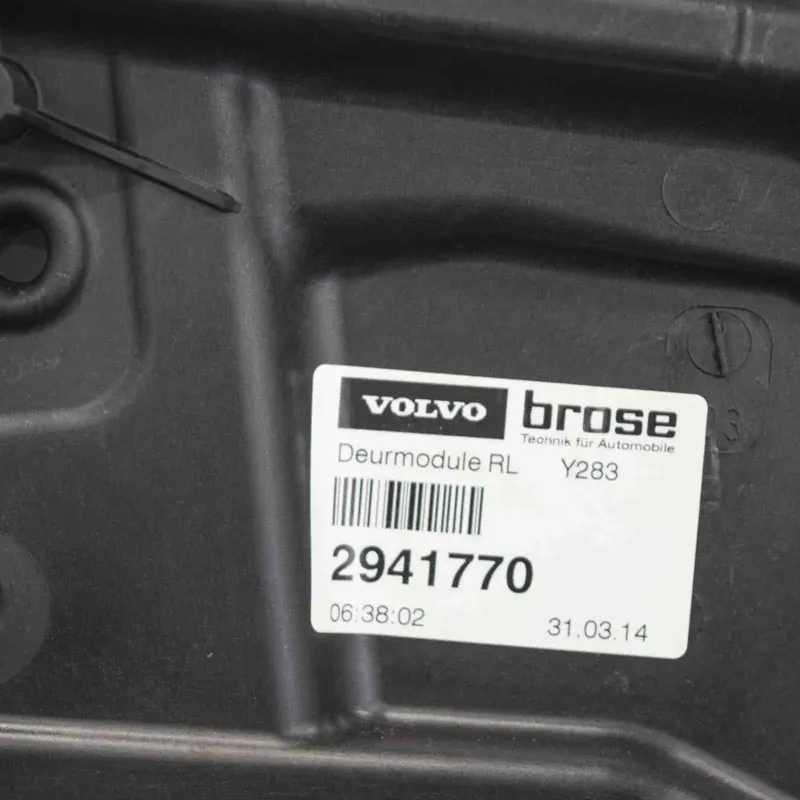 VOLVO brose
Technik für Automobile
Deurmodule RL Y283
2941770
06:38:02 31.03.14